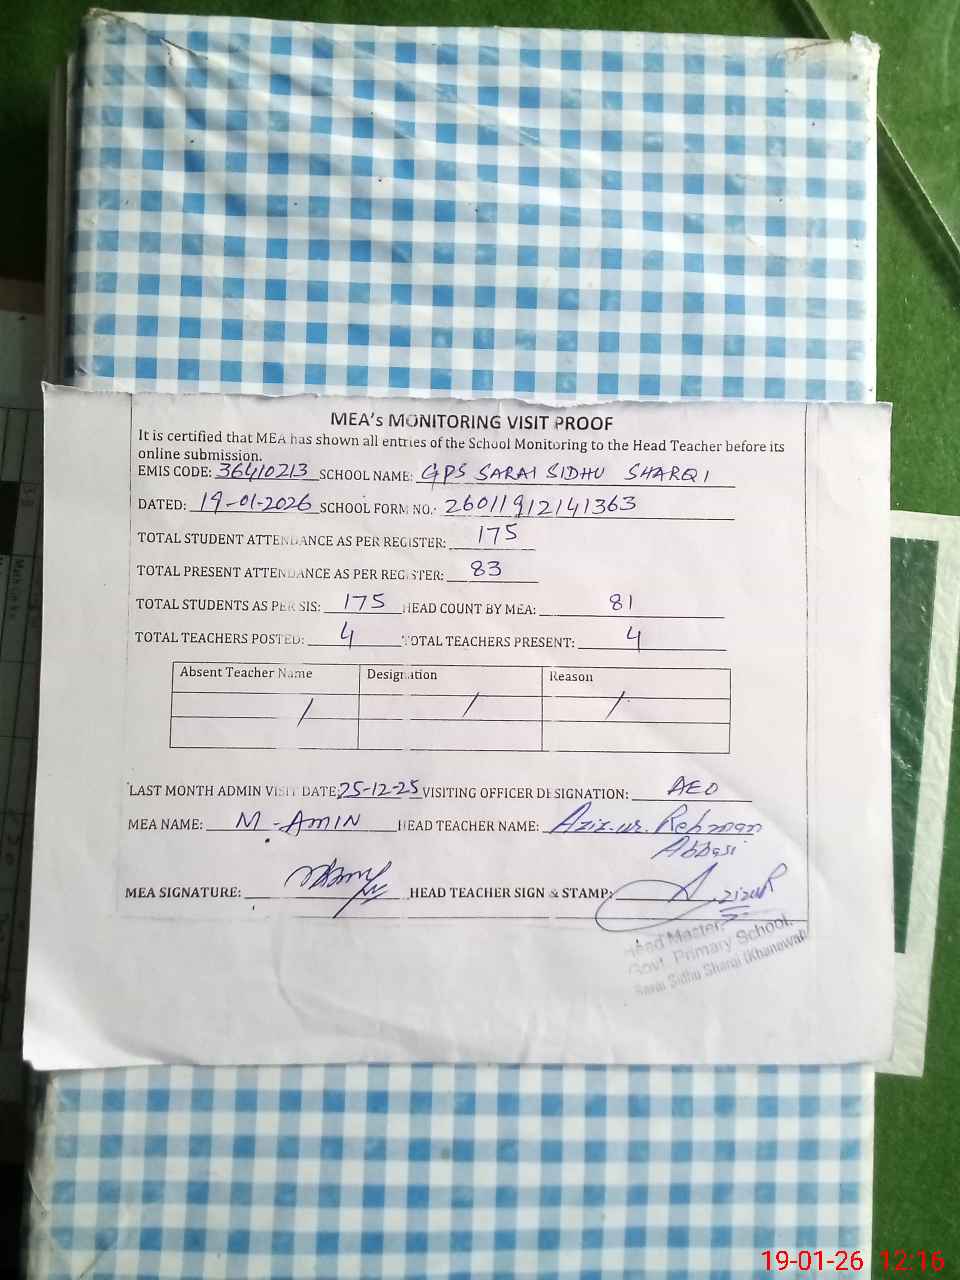 MEA's MONITORING VISIT PROOF
It is certified that MEA has shown all entries of the School Monitoring to the Head Teacher before its
online submission.
EMIS CODE: 36410213 SCHOOL NAME: GPS SARAI SIDHU SHARQI
DATED: 19-01-2026 SCHOOL FORM NO.: 26011912141363
TOTAL STUDENT ATTENDANCE AS PER REGISTER: 175
TOTAL PRESENT ATTENDANCE AS PER REGISTER: 83
TOTAL STUDENTS AS PER SIS: 175 HEAD COUNT BY MEA: 81
TOTAL TEACHERS POSTED: 4 TOTAL TEACHERS PRESENT: 4
Absent Teacher Name Designation Reason
/ / /
LAST MONTH ADMIN VISIT DATE: 25-12-25 VISITING OFFICER DESIGNATION: AEO
MEA NAME: M. AMIN HEAD TEACHER NAME: Aziz-ur-Rehman
Abbasi
MEA SIGNATURE: HEAD TEACHER SIGN & STAMP:
Head Master
Govt. Primary School,
Sarai Sidhu Sharqi (Khanewal)
19-01-26 12:16